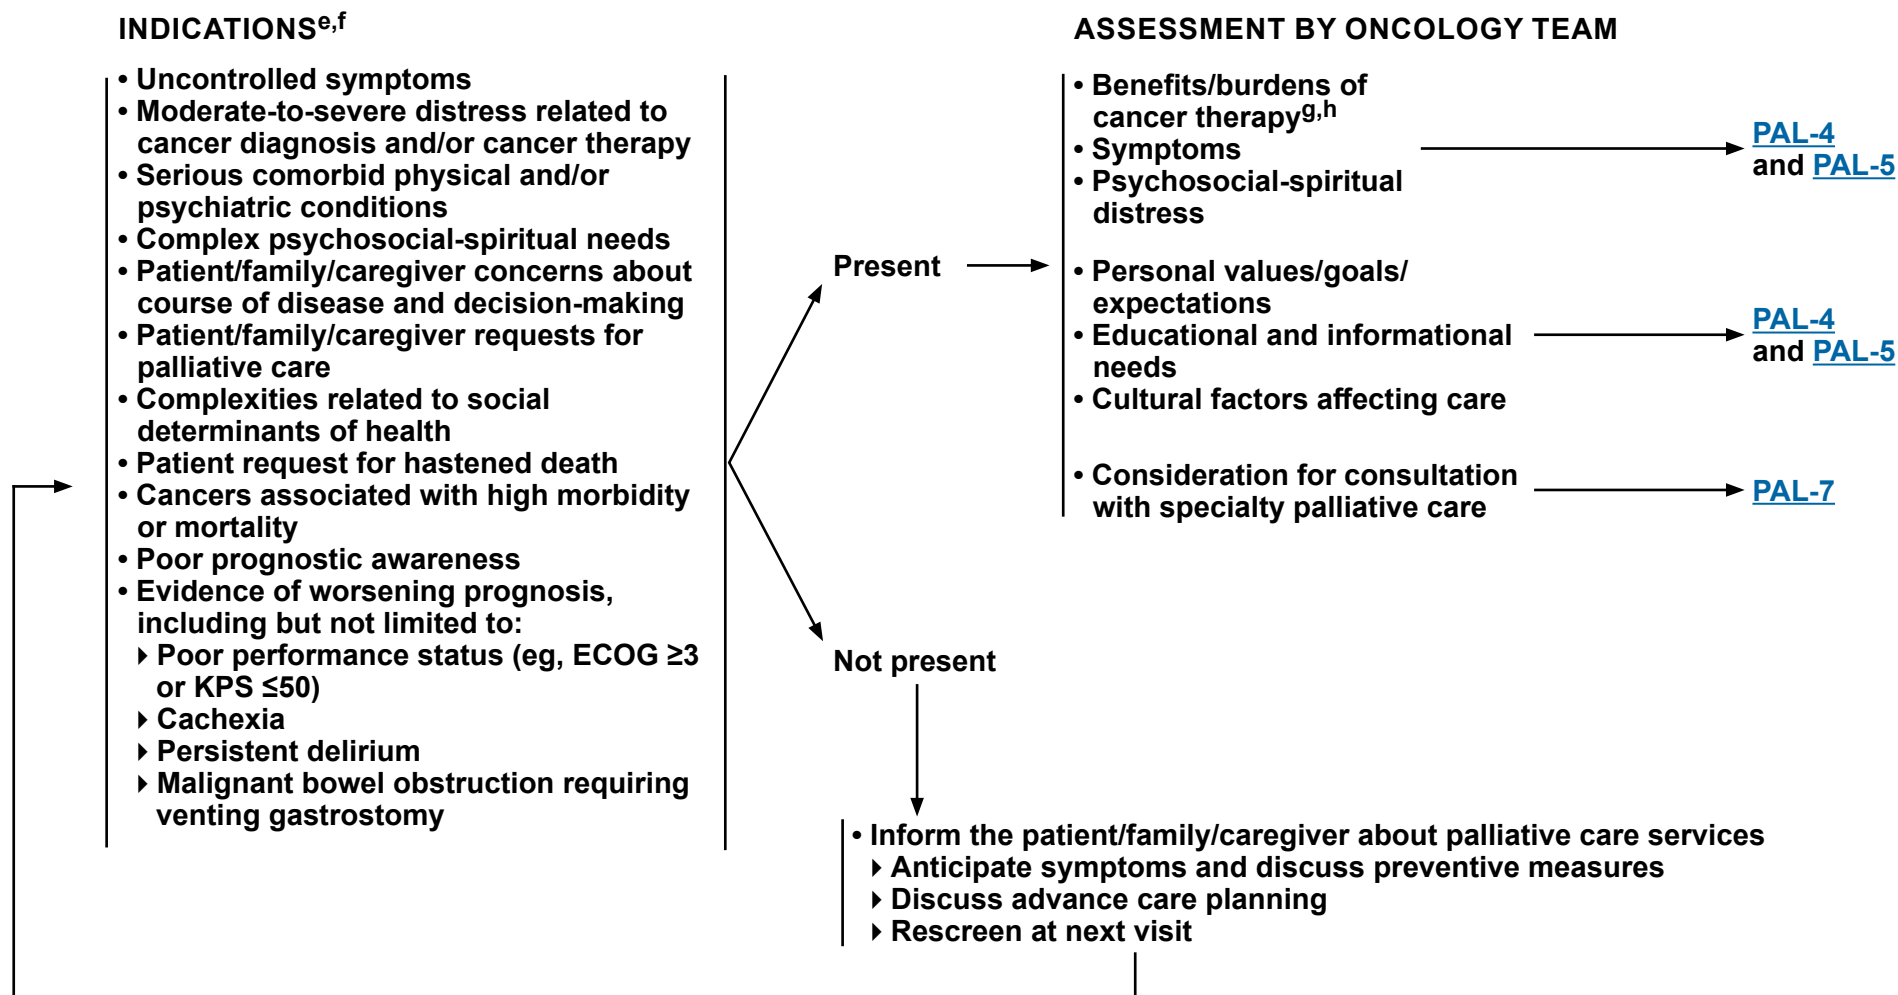 INDICATIONSe,f
• Uncontrolled symptoms
• Moderate-to-severe distress related to
cancer diagnosis and/or cancer therapy
• Serious comorbid physical and/or
psychiatric conditions
• Complex psychosocial-spiritual needs
• Patient/family/caregiver concerns about
course of disease and decision-making
• Patient/family/caregiver requests for
palliative care
• Complexities related to social
determinants of health
• Patient request for hastened death
• Cancers associated with high morbidity
or mortality
• Poor prognostic awareness
• Evidence of worsening prognosis,
including but not limited to:
Poor performance status (eg, ECOG ≥3
or KPS ≤50)
Cachexia
Persistent delirium
Malignant bowel obstruction requiring
venting gastrostomy
Present
Not present
ASSESSMENT BY ONCOLOGY TEAM
• Benefits/burdens of
cancer therapyg,h
• Symptoms
• Psychosocial-spiritual
distress
PAL-4
and PAL-5
• Personal values/goals/
expectations
• Educational and informational
needs
• Cultural factors affecting care
PAL-4
and PAL-5
• Consideration for consultation
with specialty palliative care
PAL-7
• Inform the patient/family/caregiver about palliative care services
Anticipate symptoms and discuss preventive measures
Discuss advance care planning
Rescreen at next visit